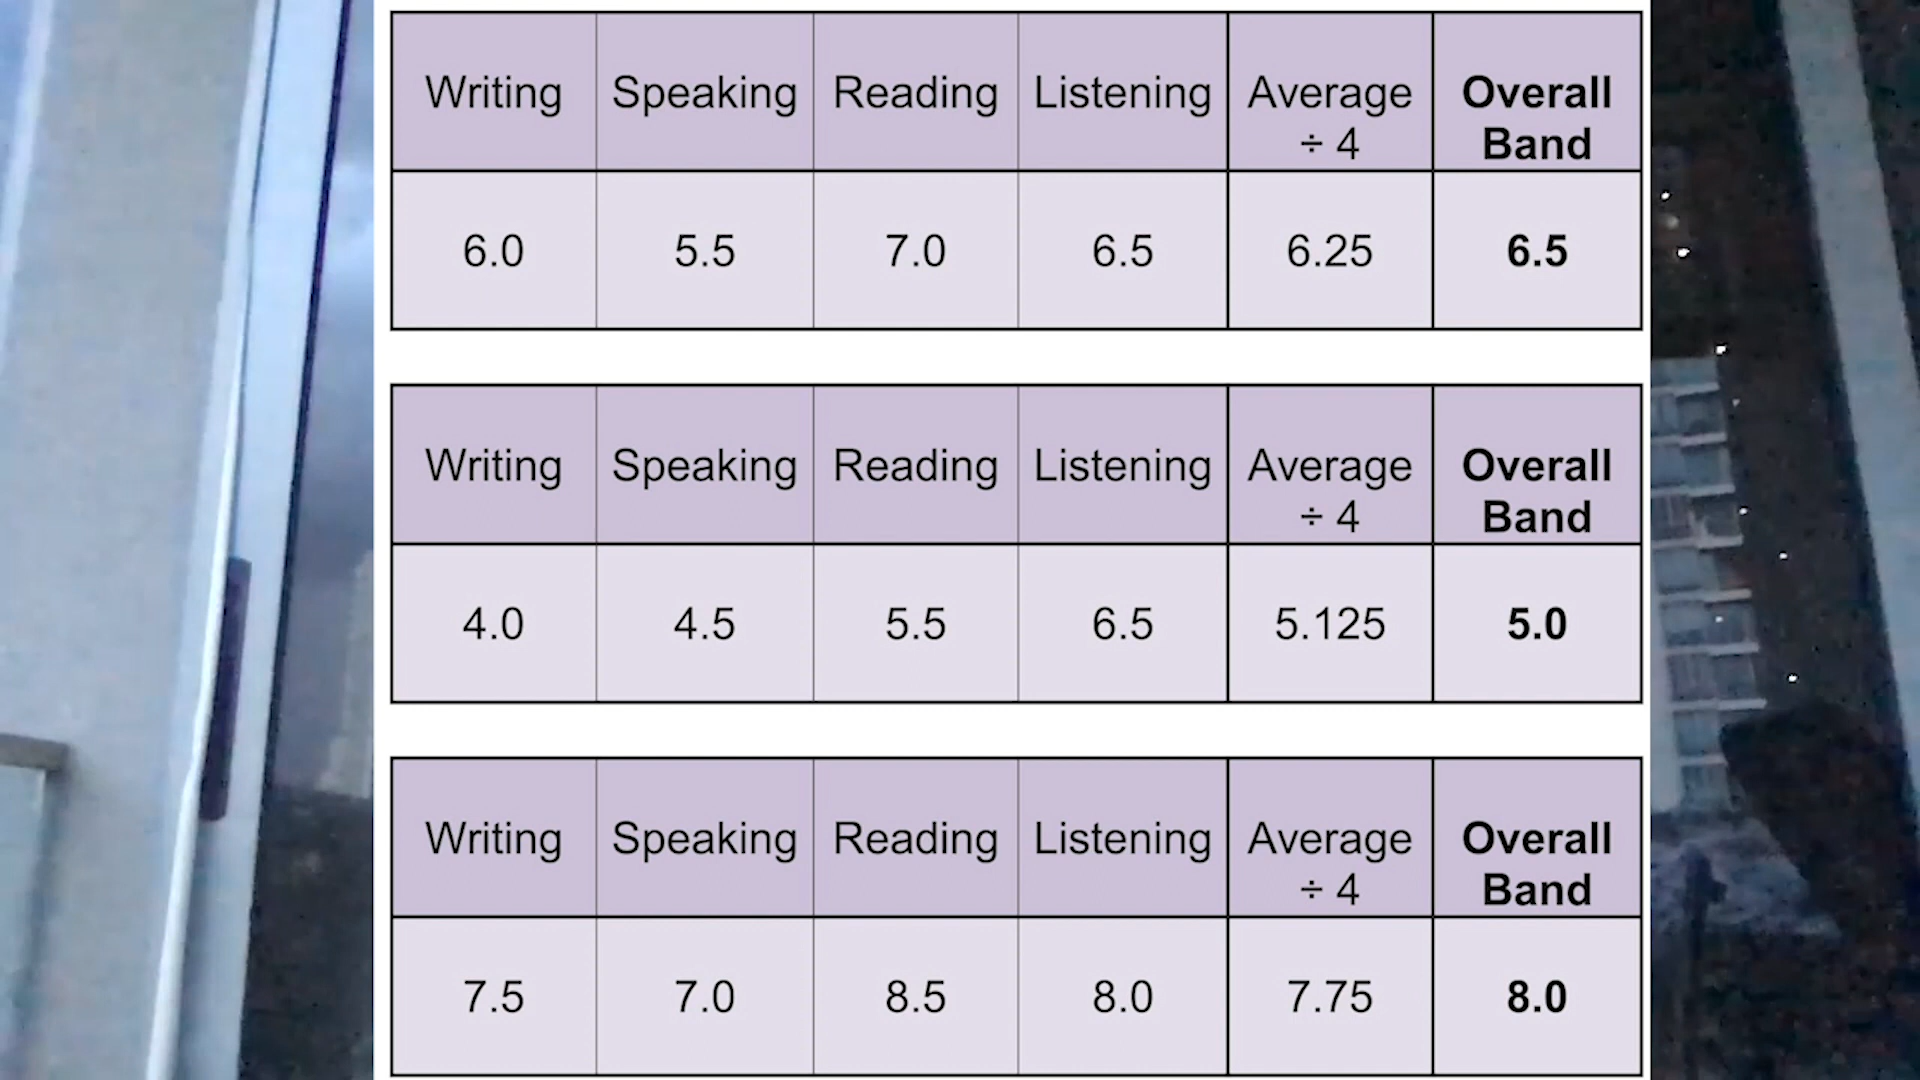 Writing Speaking Reading Listening Average Overall
÷ 4 Band
6.0 5.5 7.0 6.5 6.25 6.5
Writing Speaking Reading Listening Average Overall
÷ 4 Band
4.0 4.5 5.5 6.5 5.125 5.0
Writing Speaking Reading Listening Average Overall
÷ 4 Band
7.5 7.0 8.5 8.0 7.75 8.0